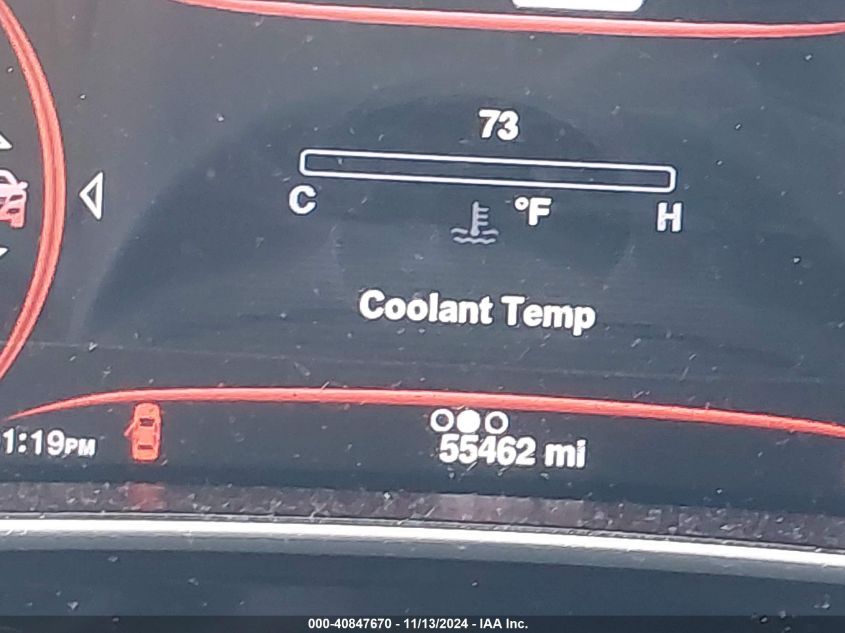 73
C °F H
Coolant Temp
1:19PM
55462 mi
000-40847670 - 11/13/2024 - IAA Inc.